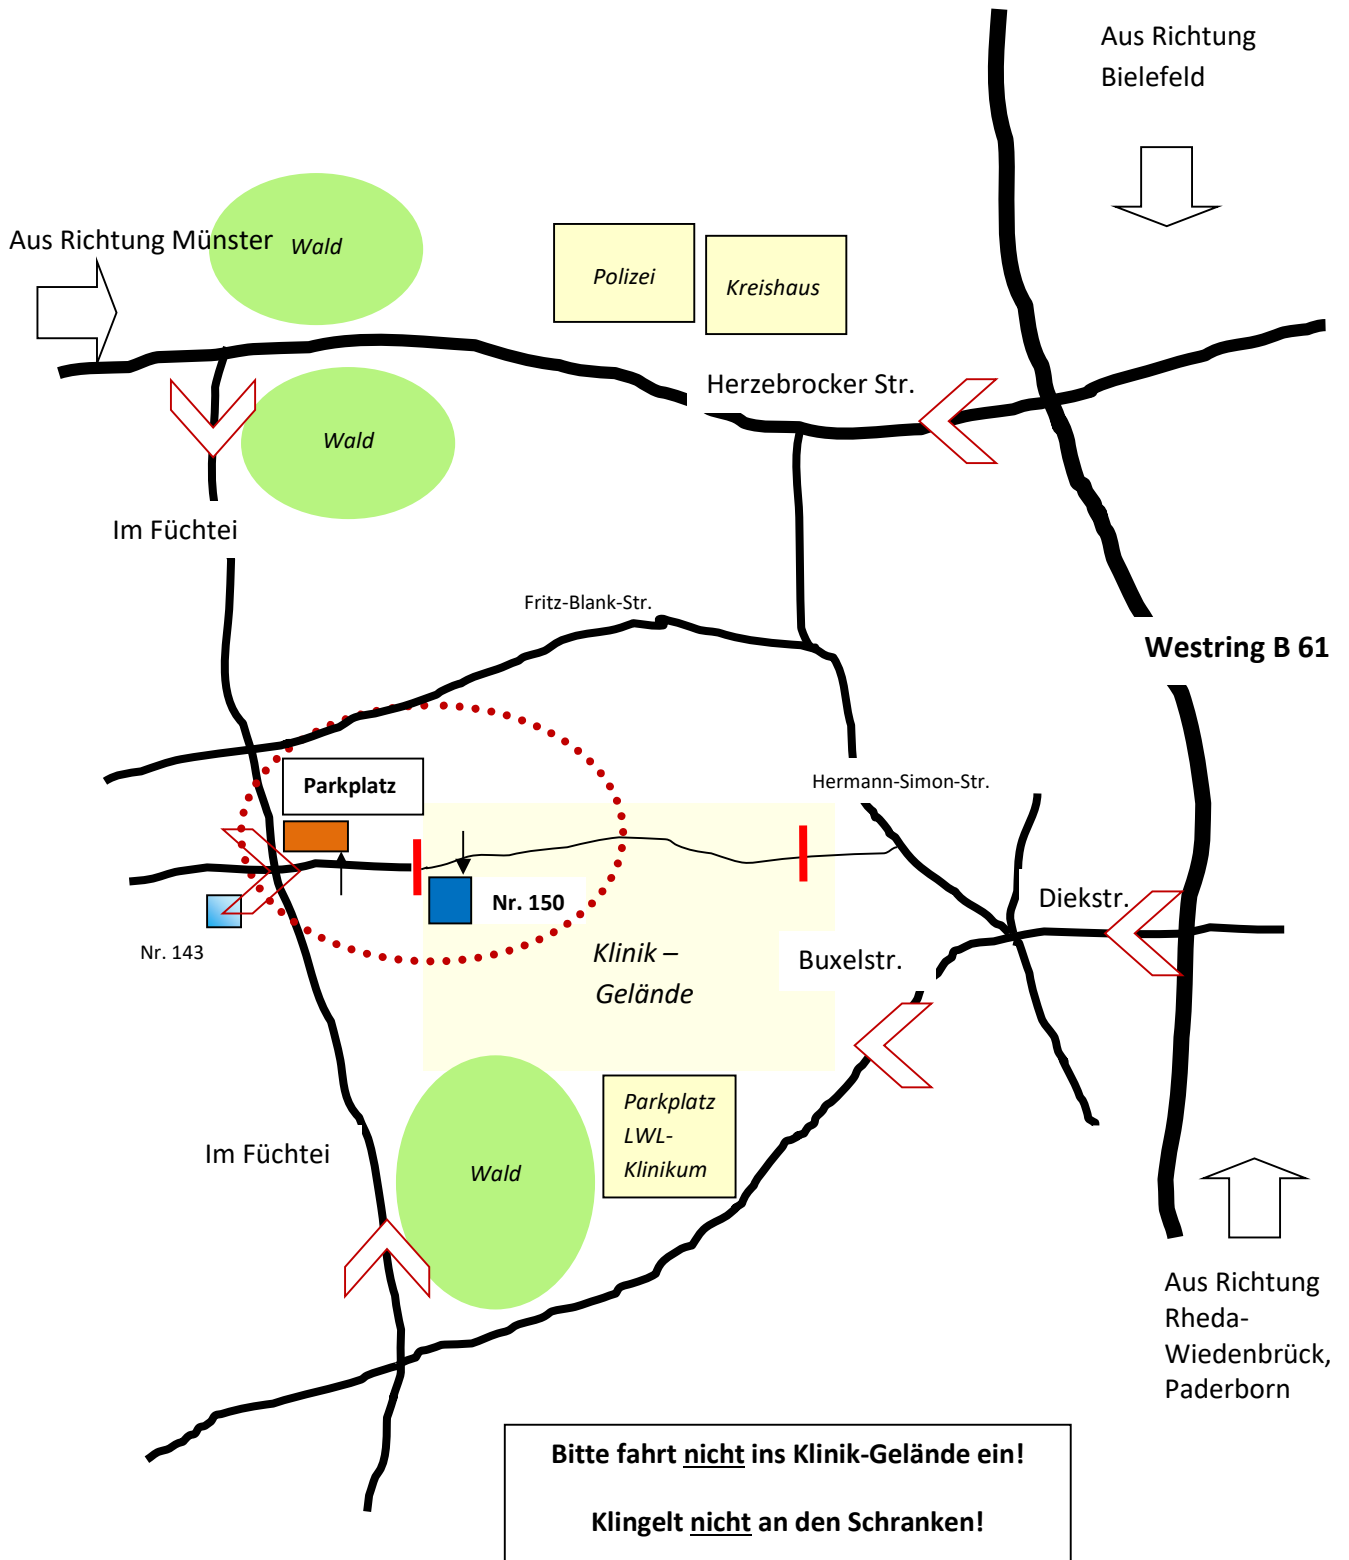 Aus Richtung
Bielefeld
Aus Richtung Münster
Wald
Polizei
Kreishaus
Herzebrocker Str.
Wald
Im Füchtei
Fritz-Blank-Str.
Westring B 61
Parkplatz
Hermann-Simon-Str.
Nr. 150
Diekstr.
Nr. 143
Klinik –
Gelände
Buxelstr.
Parkplatz
LWL-
Klinikum
Im Füchtei
Wald
Aus Richtung
Rheda-
Wiedenbrück,
Paderborn
Bitte fahrt nicht ins Klinik-Gelände ein!
Klingelt nicht an den Schranken!